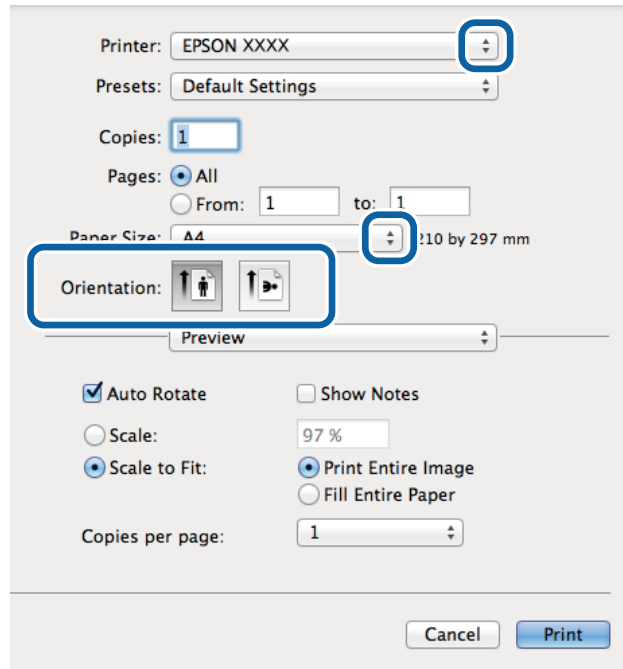 Printer: EPSON XXXX
Presets: Default Settings
Copies: 1
Pages: All
From: 1 to: 1
Paper Size: A4 210 by 297 mm
Orientation:
Preview
Auto Rotate Show Notes
Scale: 97 %
Scale to Fit: Print Entire Image
Fill Entire Paper
Copies per page: 1
Cancel Print